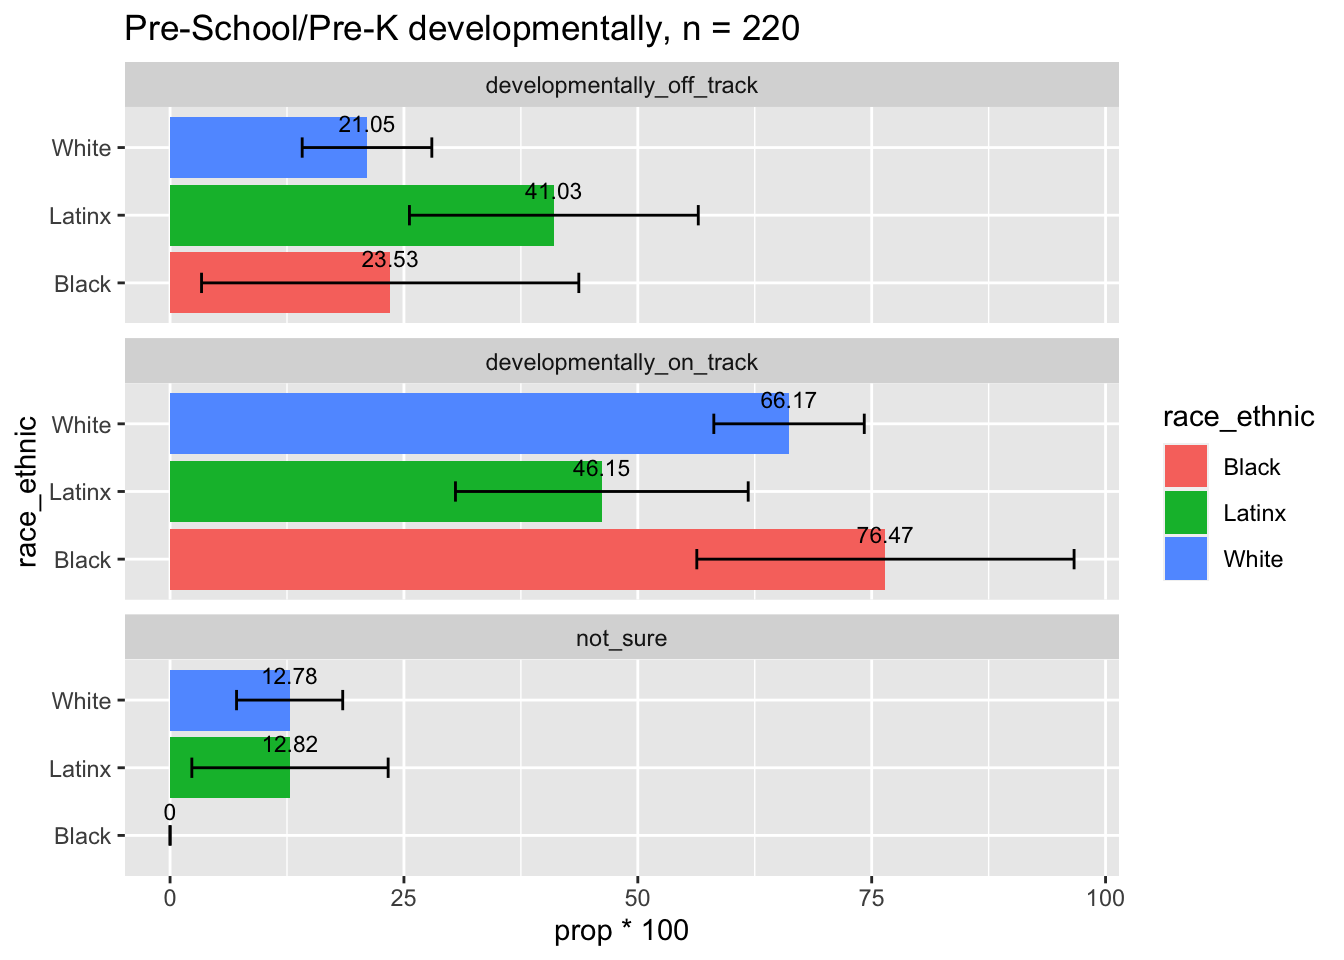 Pre-School/Pre-K developmentally, n = 220
developmentally_off_track
White
21.05
Latinx
41.03
Black
23.53
developmentally_on_track
White
66.17
Latinx
46.15
Black
76.47
not_sure
White
12.78
Latinx
12.82
Black
0
0
25
50
75
100
prop * 100
race_ethnic
race_ethnic
Black
Latinx
White